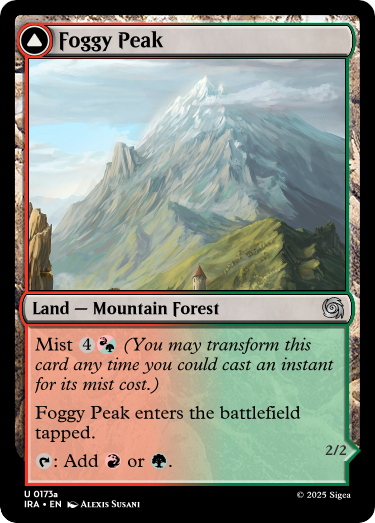 Foggy Peak
Land — Mountain Forest
Mist 4 (You may transform this
card any time you could cast an instant
for its mist cost.)
Foggy Peak enters the battlefield
tapped.
: Add or .
2/2
U 0173a
IRA • EN Alexis Susani
© 2025 Sigea